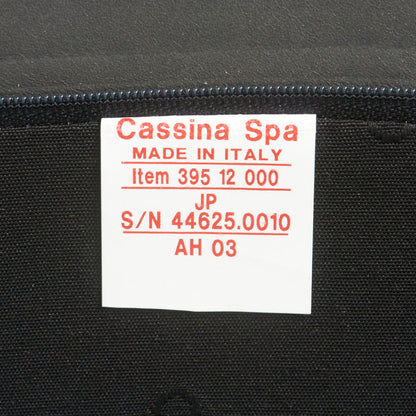 Cassina Spa
MADE IN ITALY
Item 395 12 000
JP
S/N 44625.0010
AH 03